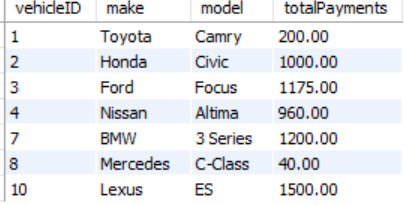 vehicleID make model totalPayments
1 Toyota Camry 200.00
2 Honda Civic 1000.00
3 Ford Focus 1175.00
4 Nissan Altima 960.00
7 BMW 3 Series 1200.00
8 Mercedes C-Class 40.00
10 Lexus ES 1500.00